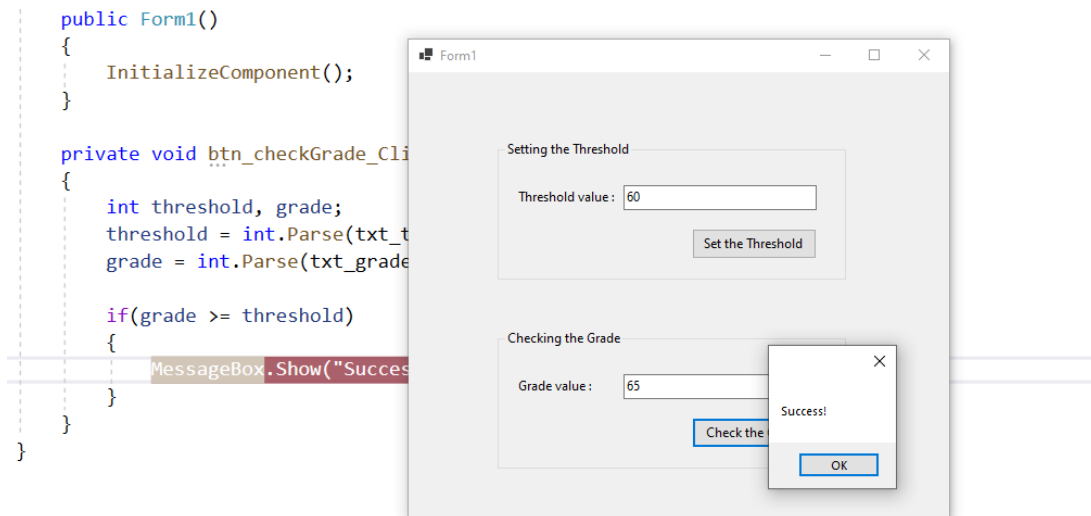 public Form1()
{
InitializeComponent();
}
private void btn_checkGrade_Cli
{
int threshold, grade;
threshold = int.Parse(txt_t
grade = int.Parse(txt_grade
if(grade >= threshold)
{
MessageBox.Show("Succes
}
}
}
Form1
Setting the Threshold
Threshold value :
60
Set the Threshold
Checking the Grade
Grade value :
65
Check the
Success!
OK